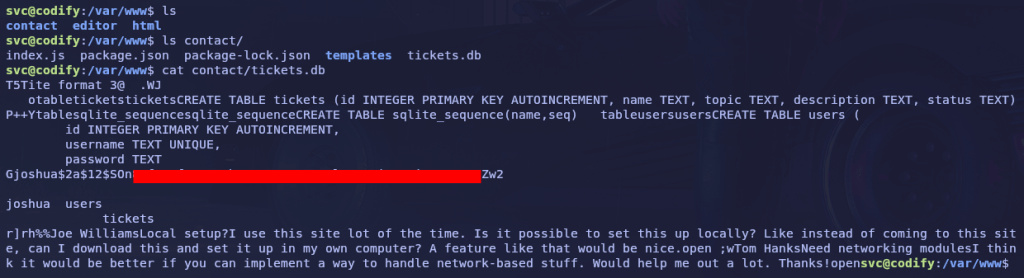 svc@codify:/var/www$ ls
contact editor html
svc@codify:/var/www$ ls contact/
index.js package.json package-lock.json templates tickets.db
svc@codify:/var/www$ cat contact/tickets.db
T5Tite format 3@ .WJ
otableticketsticketsCREATE TABLE tickets (id INTEGER PRIMARY KEY AUTOINCREMENT, name TEXT, topic TEXT, description TEXT, status TEXT)
P++Ytablesqlite_sequencesqlite_sequenceCREATE TABLE sqlite_sequence(name,seq) tableusersusersCREATE TABLE users (
id INTEGER PRIMARY KEY AUTOINCREMENT,
username TEXT UNIQUE,
password TEXT
Gjoshua$2a$12$SOn Zw2
joshua users
tickets
r]rh%%Joe WilliamsLocal setup?I use this site lot of the time. Is it possible to set this up locally? Like instead of coming to this sit
e, can I download this and set it up in my own computer? A feature like that would be nice.open ;wTom HanksNeed networking modulesI thin
k it would be better if you can implement a way to handle network-based stuff. Would help me out a lot. Thanks!opensvc@codify:/var/www$